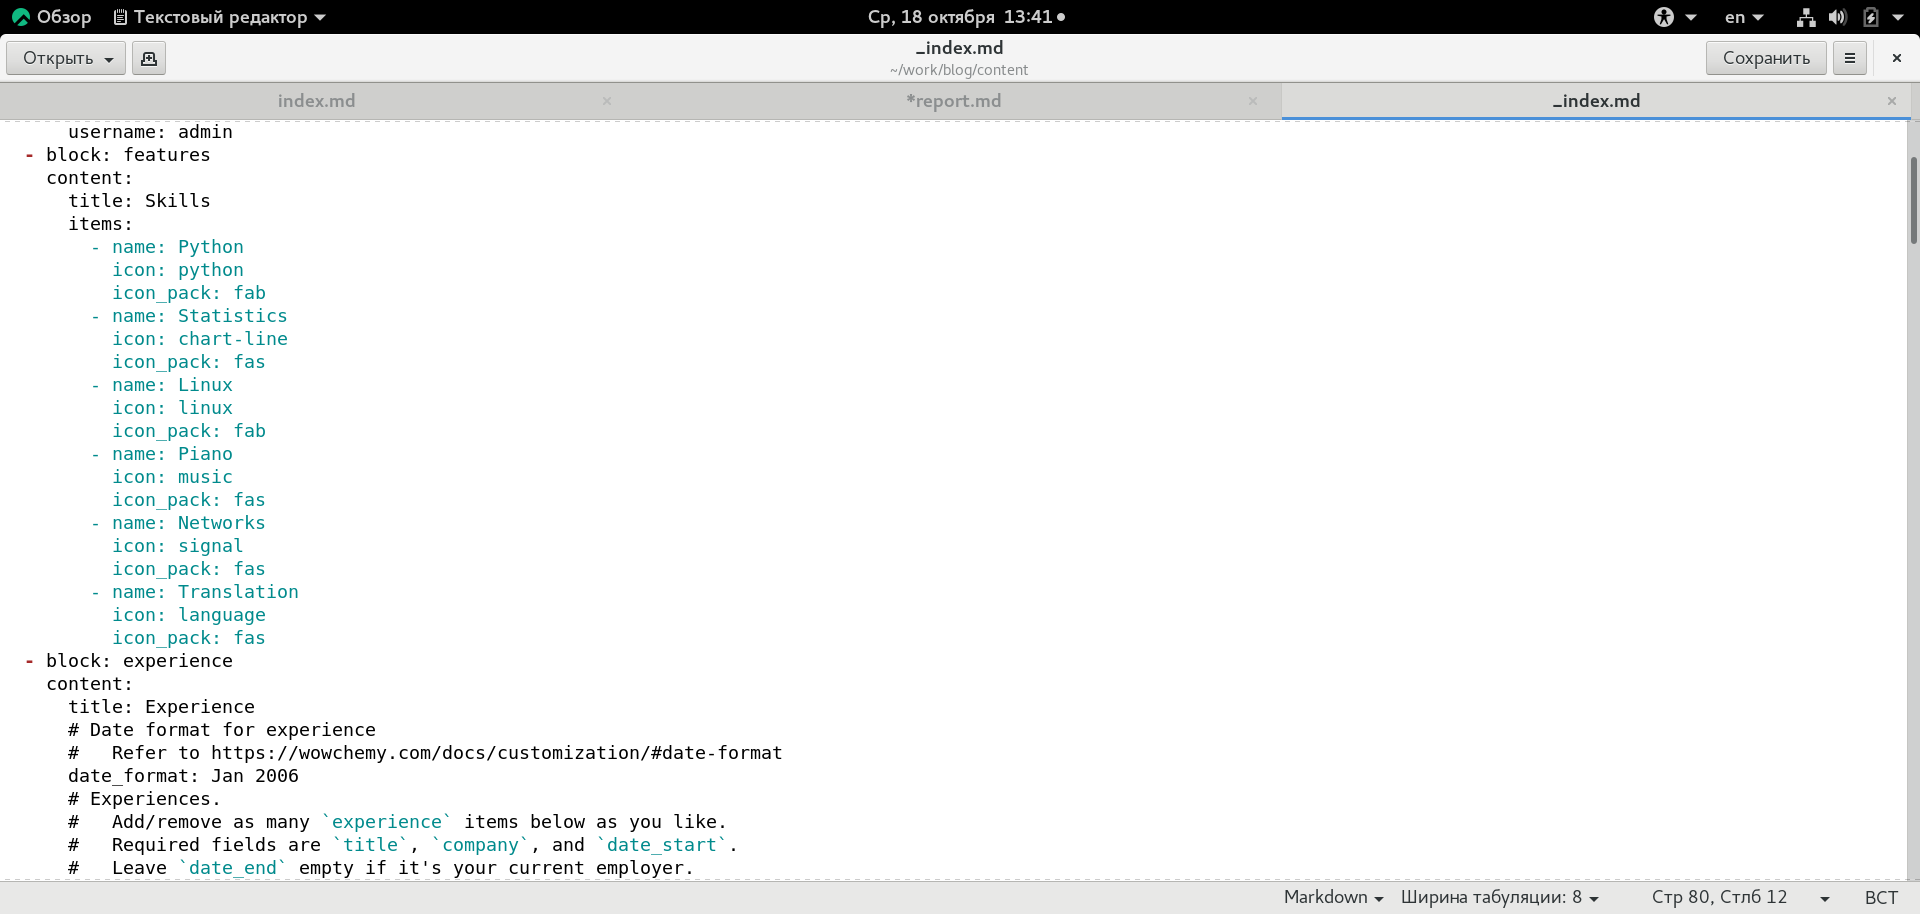 Обзор Текстовый редактор Ср, 18 октября 13:41 en
Открыть _index.md Сохранить
~/work/blog/content
index.md *report.md _index.md
username: admin
- block: features
content:
title: Skills
items:
- name: Python
icon: python
icon_pack: fab
- name: Statistics
icon: chart-line
icon_pack: fas
- name: Linux
icon: linux
icon_pack: fab
- name: Piano
icon: music
icon_pack: fas
- name: Networks
icon: signal
icon_pack: fas
- name: Translation
icon: language
icon_pack: fas
- block: experience
content:
title: Experience
# Date format for experience
#   Refer to https://wowchemy.com/docs/customization/#date-format
date_format: Jan 2006
# Experiences.
#   Add/remove as many `experience` items below as you like.
#   Required fields are `title`, `company`, and `date_start`.
#   Leave `date_end` empty if it's your current employer.
Markdown Ширина табуляции: 8 Стр 80, Стлб 12 ВСТ